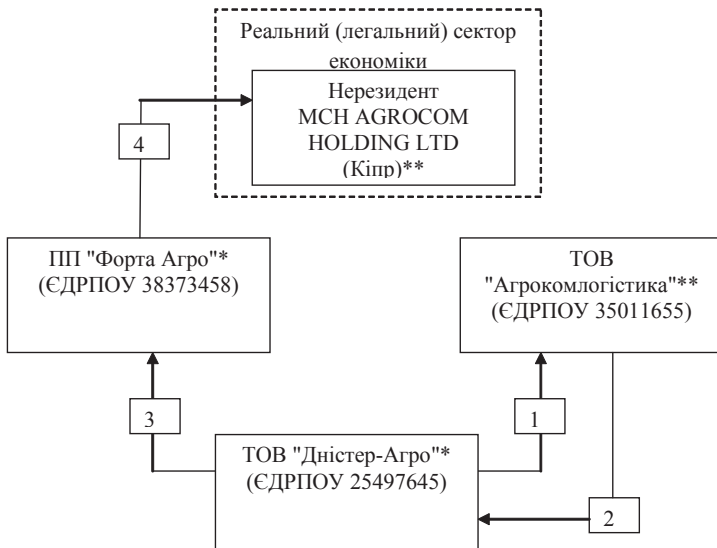 Реальний (легальний) сектор
економіки
Нерезидент
MCH AGROCOM
HOLDING LTD
(Кіпр)**
4
ПП "Форта Агро"*
(ЄДРПОУ 38373458)
ТОВ
"Агрокомлогістика"**
(ЄДРПОУ 35011655)
3
1
ТОВ "Дністер-Агро"*
(ЄДРПОУ 25497645)
2